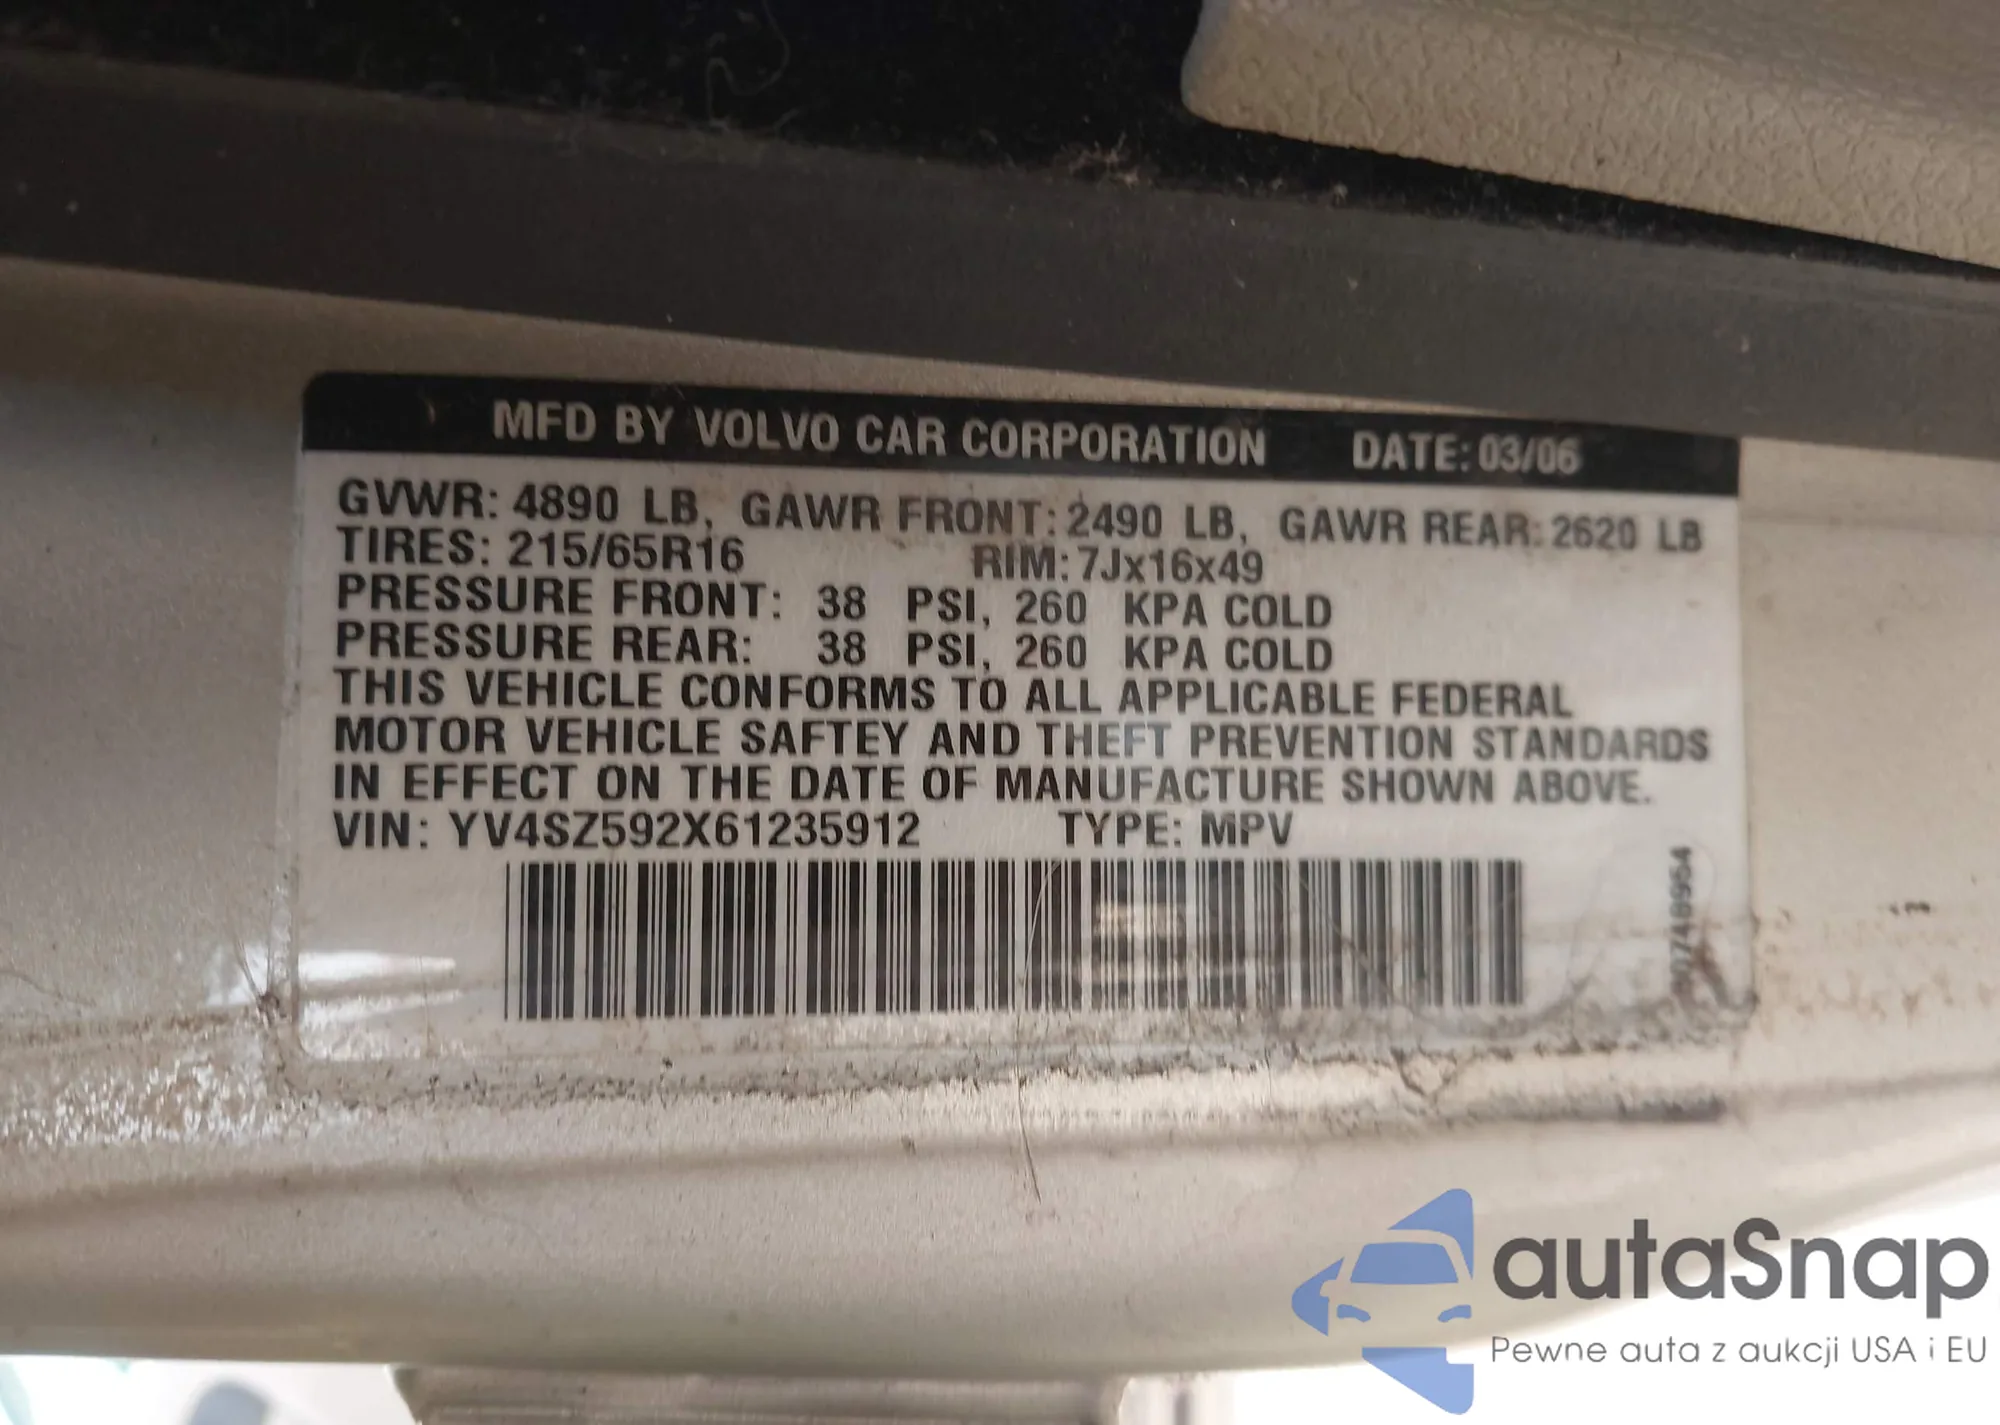 MFD BY VOLVO CAR CORPORATION DATE: 03/06
GVWR: 4890 LB, GAWR FRONT: 2490 LB, GAWR REAR: 2620 LB
TIRES: 215/65R16 RIM: 7Jx16x49
PRESSURE FRONT: 38 PSI, 260 KPA COLD
PRESSURE REAR: 38 PSI, 260 KPA COLD
THIS VEHICLE CONFORMS TO ALL APPLICABLE FEDERAL
MOTOR VEHICLE SAFTEY AND THEFT PREVENTION STANDARDS
IN EFFECT ON THE DATE OF MANUFACTURE SHOWN ABOVE.
VIN: YV4SZ592X61235912 TYPE: MPV
autaSnap
Pewne auta z aukcji USA i EU